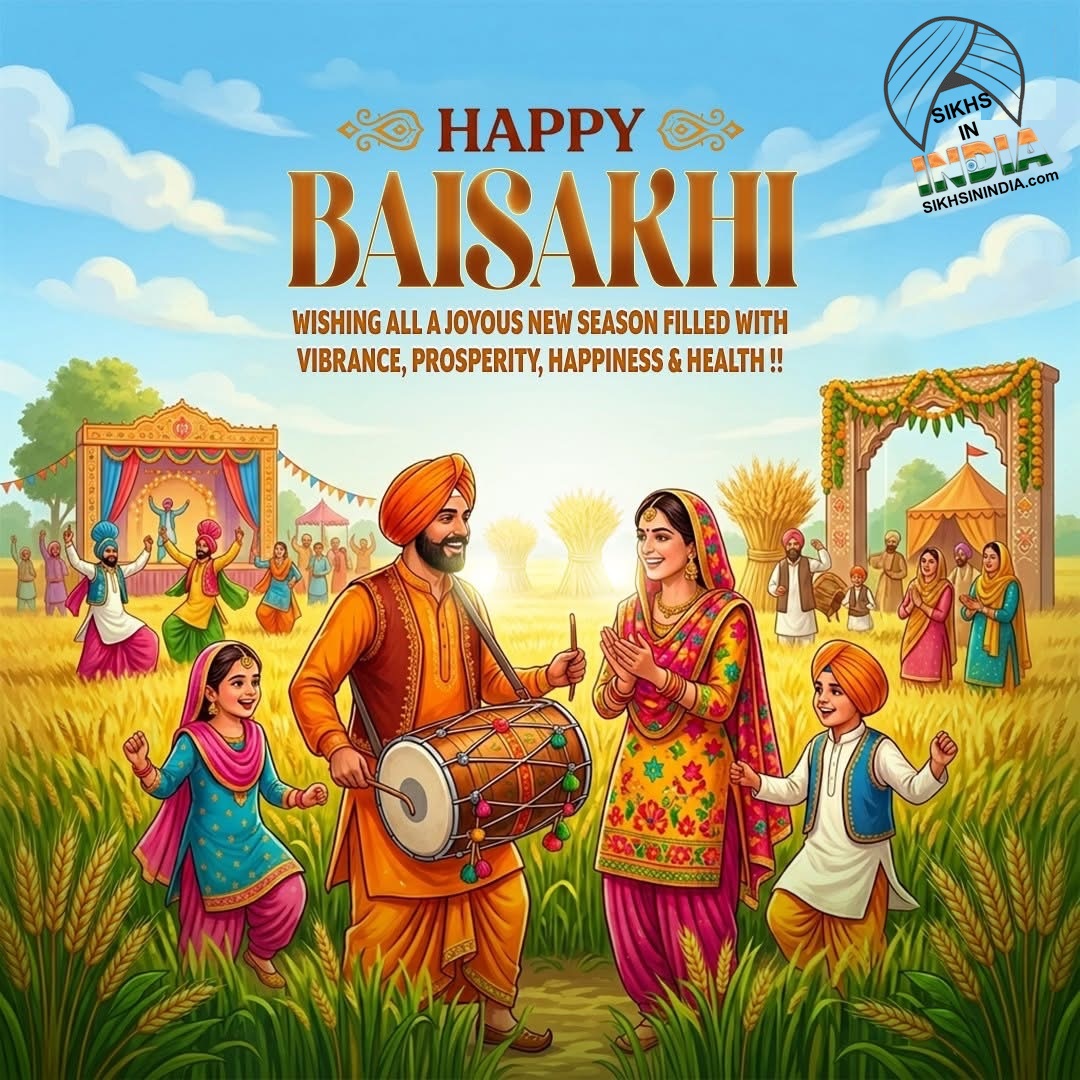 HAPPY
BAISAKHI
WISHING ALL A JOYOUS NEW SEASON FILLED WITH
VIBRANCE, PROSPERITY, HAPPINESS & HEALTH !!
SIKHS
IN
INDIA
SIKHSININDIA.com